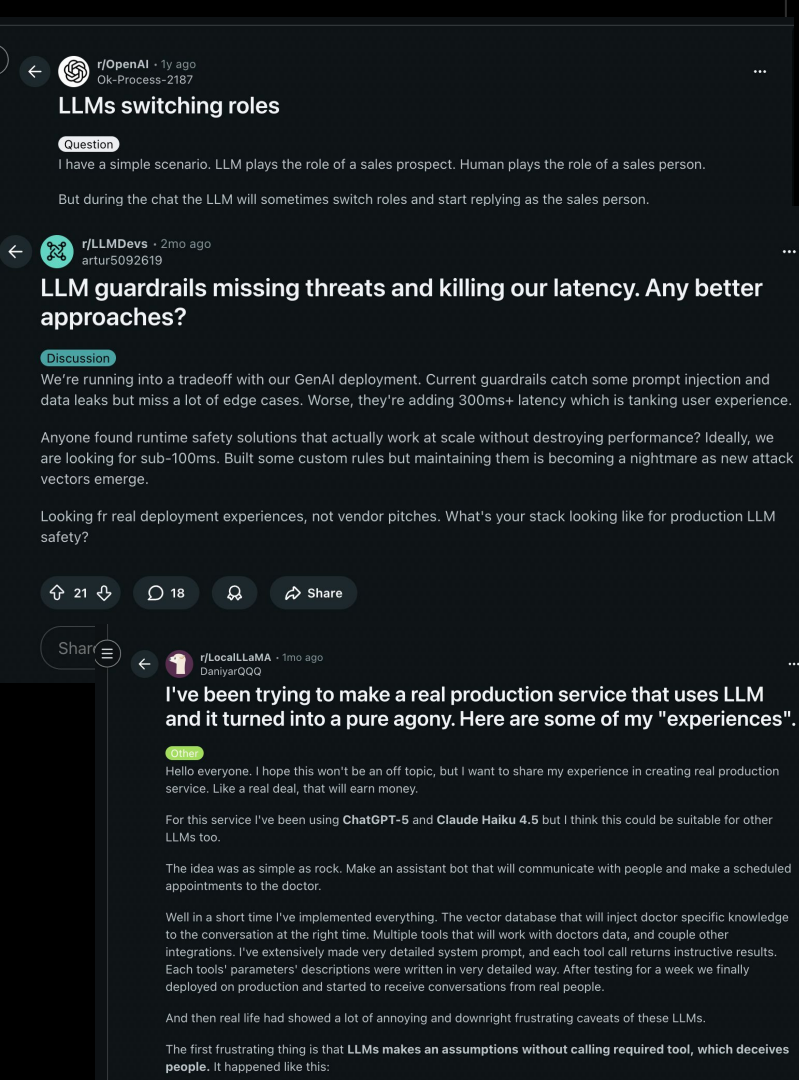 r/OpenAI • 1y ago
Ok-Process-2187
LLMs switching roles
Question
I have a simple scenario. LLM plays the role of a sales prospect. Human plays the role of a sales person.
But during the chat the LLM will sometimes switch roles and start replying as the sales person.
r/LLMDevs • 2mo ago
artur5092619
LLM guardrails missing threats and killing our latency. Any better
approaches?
Discussion
We're running into a tradeoff with our GenAI deployment. Current guardrails catch some prompt injection and
data leaks but miss a lot of edge cases. Worse, they're adding 300ms+ latency which is tanking user experience.
Anyone found runtime safety solutions that actually work at scale without destroying performance? Ideally, we
are looking for sub-100ms. Built some custom rules but maintaining them is becoming a nightmare as new attack
vectors emerge.
Looking fr real deployment experiences, not vendor pitches. What's your stack looking like for production LLM
safety?
21 18 Share
Share
r/LocalLLaMA • 1mo ago
DaniyarQQQ
I've been trying to make a real production service that uses LLM
and it turned into a pure agony. Here are some of my "experiences".
Other
Hello everyone. I hope this won't be an off topic, but I want to share my experience in creating real production
service. Like a real deal, that will earn money.
For this service I've been using ChatGPT-5 and Claude Haiku 4.5 but I think this could be suitable for other
LLMs too.
The idea was as simple as rock. Make an assistant bot that will communicate with people and make a scheduled
appointments to the doctor.
Well in a short time I've implemented everything. The vector database that will inject doctor specific knowledge
to the conversation at the right time. Multiple tools that will work with doctors data, and couple other
integrations. I've extensively made very detailed system prompt, and each tool call returns instructive results.
Each tools' parameters' descriptions were written in very detailed way. After testing for a week we finally
deployed on production and started to receive conversations from real people.
And then real life had showed a lot of annoying and downright frustrating caveats of these LLMs.
The first frustrating thing is that LLMs makes an assumptions without calling required tool, which deceives
people. It happened like this: